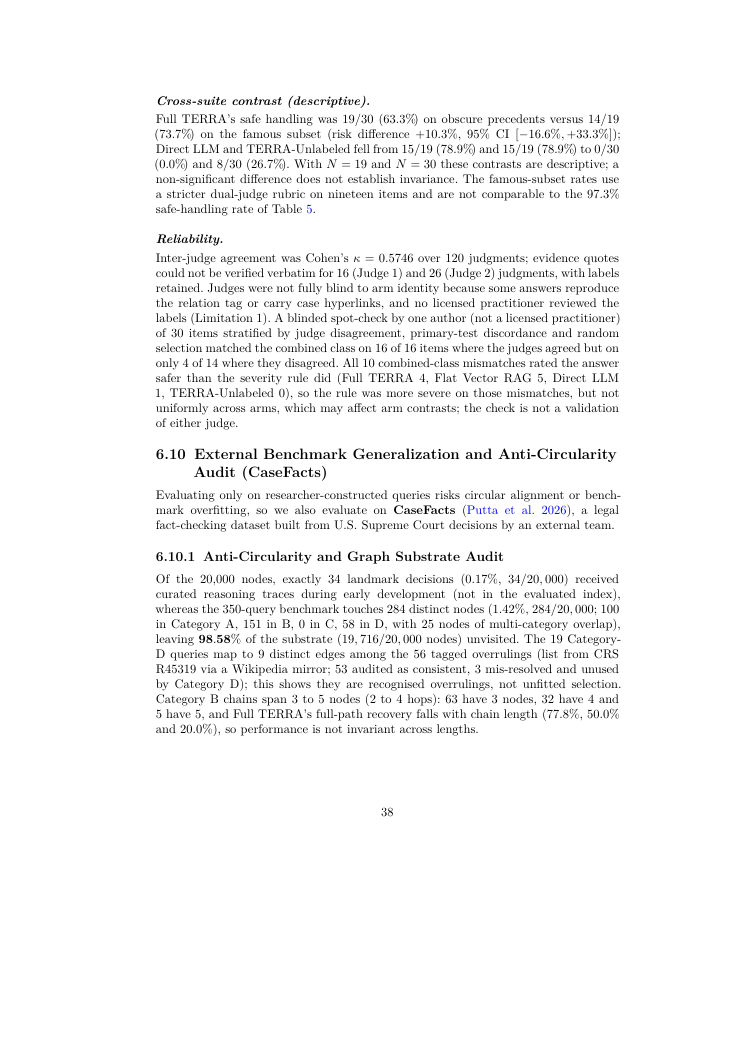 Cross-suite contrast (descriptive).
Full TERRA's safe handling was 19/30 (63.3%) on obscure precedents versus 14/19
(73.7%) on the famous subset (risk difference +10.3%, 95% CI [−16.6%, +33.3%]);
Direct LLM and TERRA-Unlabeled fell from 15/19 (78.9%) and 15/19 (78.9%) to 0/30
(0.0%) and 8/30 (26.7%). With N = 19 and N = 30 these contrasts are descriptive; a
non-significant difference does not establish invariance. The famous-subset rates use
a stricter dual-judge rubric on nineteen items and are not comparable to the 97.3%
safe-handling rate of Table 5.
Reliability.
Inter-judge agreement was Cohen's κ = 0.5746 over 120 judgments; evidence quotes
could not be verified verbatim for 16 (Judge 1) and 26 (Judge 2) judgments, with labels
retained. Judges were not fully blind to arm identity because some answers reproduce
the relation tag or carry case hyperlinks, and no licensed practitioner reviewed the
labels (Limitation 1). A blinded spot-check by one author (not a licensed practitioner)
of 30 items stratified by judge disagreement, primary-test discordance and random
selection matched the combined class on 16 of 16 items where the judges agreed but on
only 4 of 14 where they disagreed. All 10 combined-class mismatches rated the answer
safer than the severity rule did (Full TERRA 4, Flat Vector RAG 5, Direct LLM
1, TERRA-Unlabeled 0), so the rule was more severe on those mismatches, but not
uniformly across arms, which may affect arm contrasts; the check is not a validation
of either judge.
6.10 External Benchmark Generalization and Anti-Circularity
Audit (CaseFacts)
Evaluating only on researcher-constructed queries risks circular alignment or bench-
mark overfitting, so we also evaluate on CaseFacts (Putta et al. 2026), a legal
fact-checking dataset built from U.S. Supreme Court decisions by an external team.
6.10.1 Anti-Circularity and Graph Substrate Audit
Of the 20,000 nodes, exactly 34 landmark decisions (0.17%, 34/20,000) received
curated reasoning traces during early development (not in the evaluated index),
whereas the 350-query benchmark touches 284 distinct nodes (1.42%, 284/20,000; 100
in Category A, 151 in B, 0 in C, 58 in D, with 25 nodes of multi-category overlap),
leaving 98.58% of the substrate (19,716/20,000 nodes) unvisited. The 19 Category-
D queries map to 9 distinct edges among the 56 tagged overrulings (list from CRS
R45319 via a Wikipedia mirror; 53 audited as consistent, 3 mis-resolved and unused
by Category D); this shows they are recognised overrulings, not unfitted selection.
Category B chains span 3 to 5 nodes (2 to 4 hops): 63 have 3 nodes, 32 have 4 and
5 have 5, and Full TERRA's full-path recovery falls with chain length (77.8%, 50.0%
and 20.0%), so performance is not invariant across lengths.
38